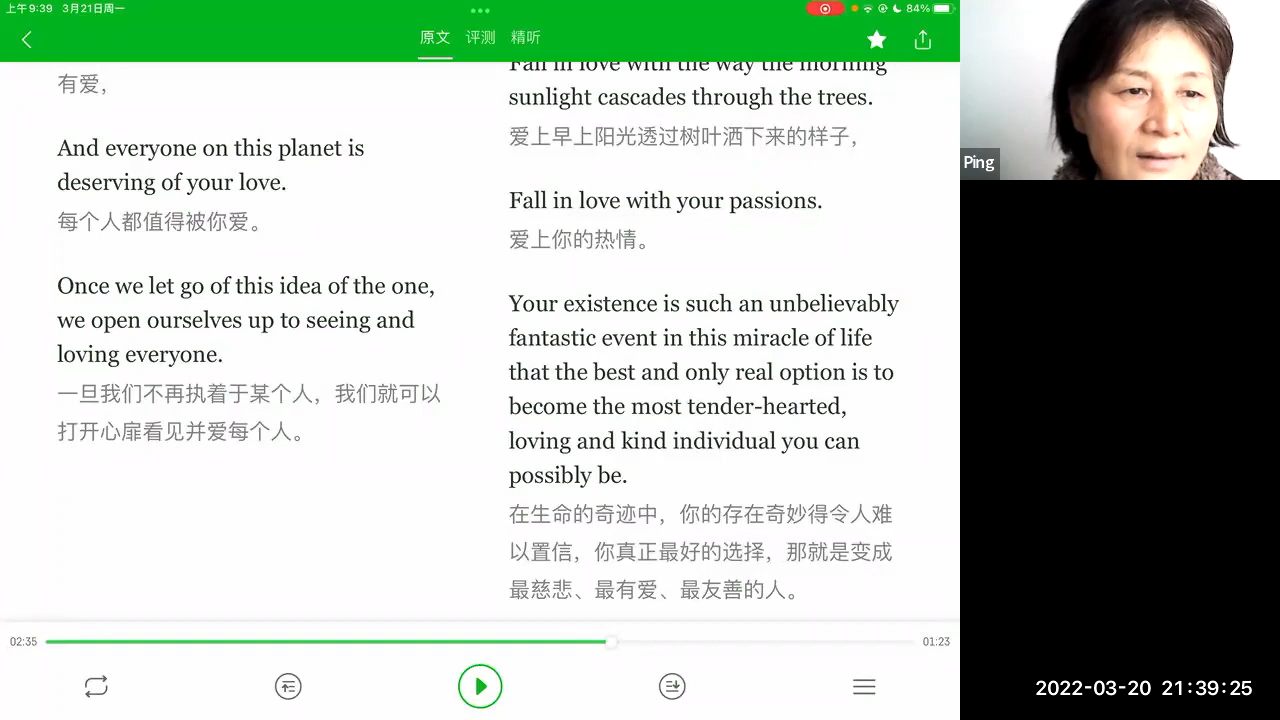 上午9:39 3月21日周一
84%
原文 评测 精听
有爱，
And everyone on this planet is
deserving of your love.
每个人都值得被你爱。
Once we let go of this idea of the one,
we open ourselves up to seeing and
loving everyone.
一旦我们不再执着于某个人，我们就可以
打开心扉看见并爱每个人。
Fall in love with the way the morning
sunlight cascades through the trees.
爱上早上阳光透过树叶洒下来的样子，
Fall in love with your passions.
爱上你的热情。
Your existence is such an unbelievably
fantastic event in this miracle of life
that the best and only real option is to
become the most tender-hearted,
loving and kind individual you can
possibly be.
在生命的奇迹中，你的存在奇妙得令人难
以置信，你真正最好的选择，那就是变成
最慈悲、最有爱、最友善的人。
02:35
01:23
Ping
2022-03-20 21:39:25